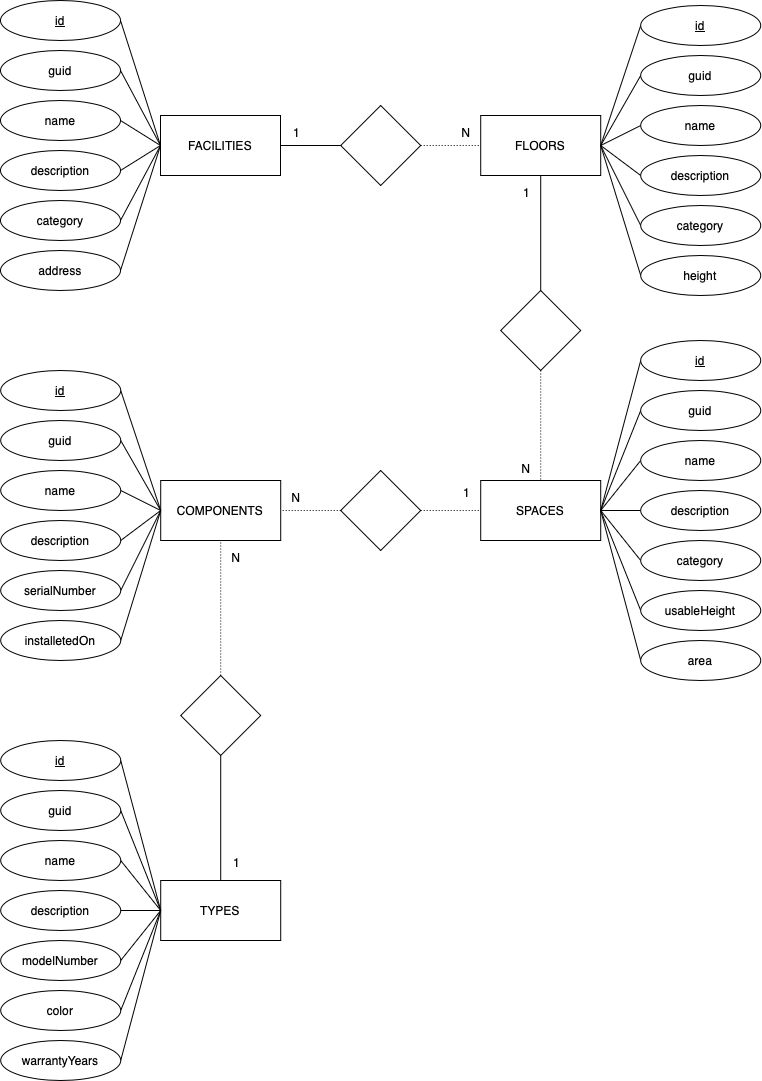 id
guid
name
description
category
address
FACILITIES
1
N
FLOORS
1
id
guid
name
description
category
height
id
guid
name
description
serialNumber
installetedOn
COMPONENTS
N
1
N
SPACES
N
id
guid
name
description
category
usableHeight
area
id
guid
name
description
modelNumber
color
warrantyYears
1
TYPES